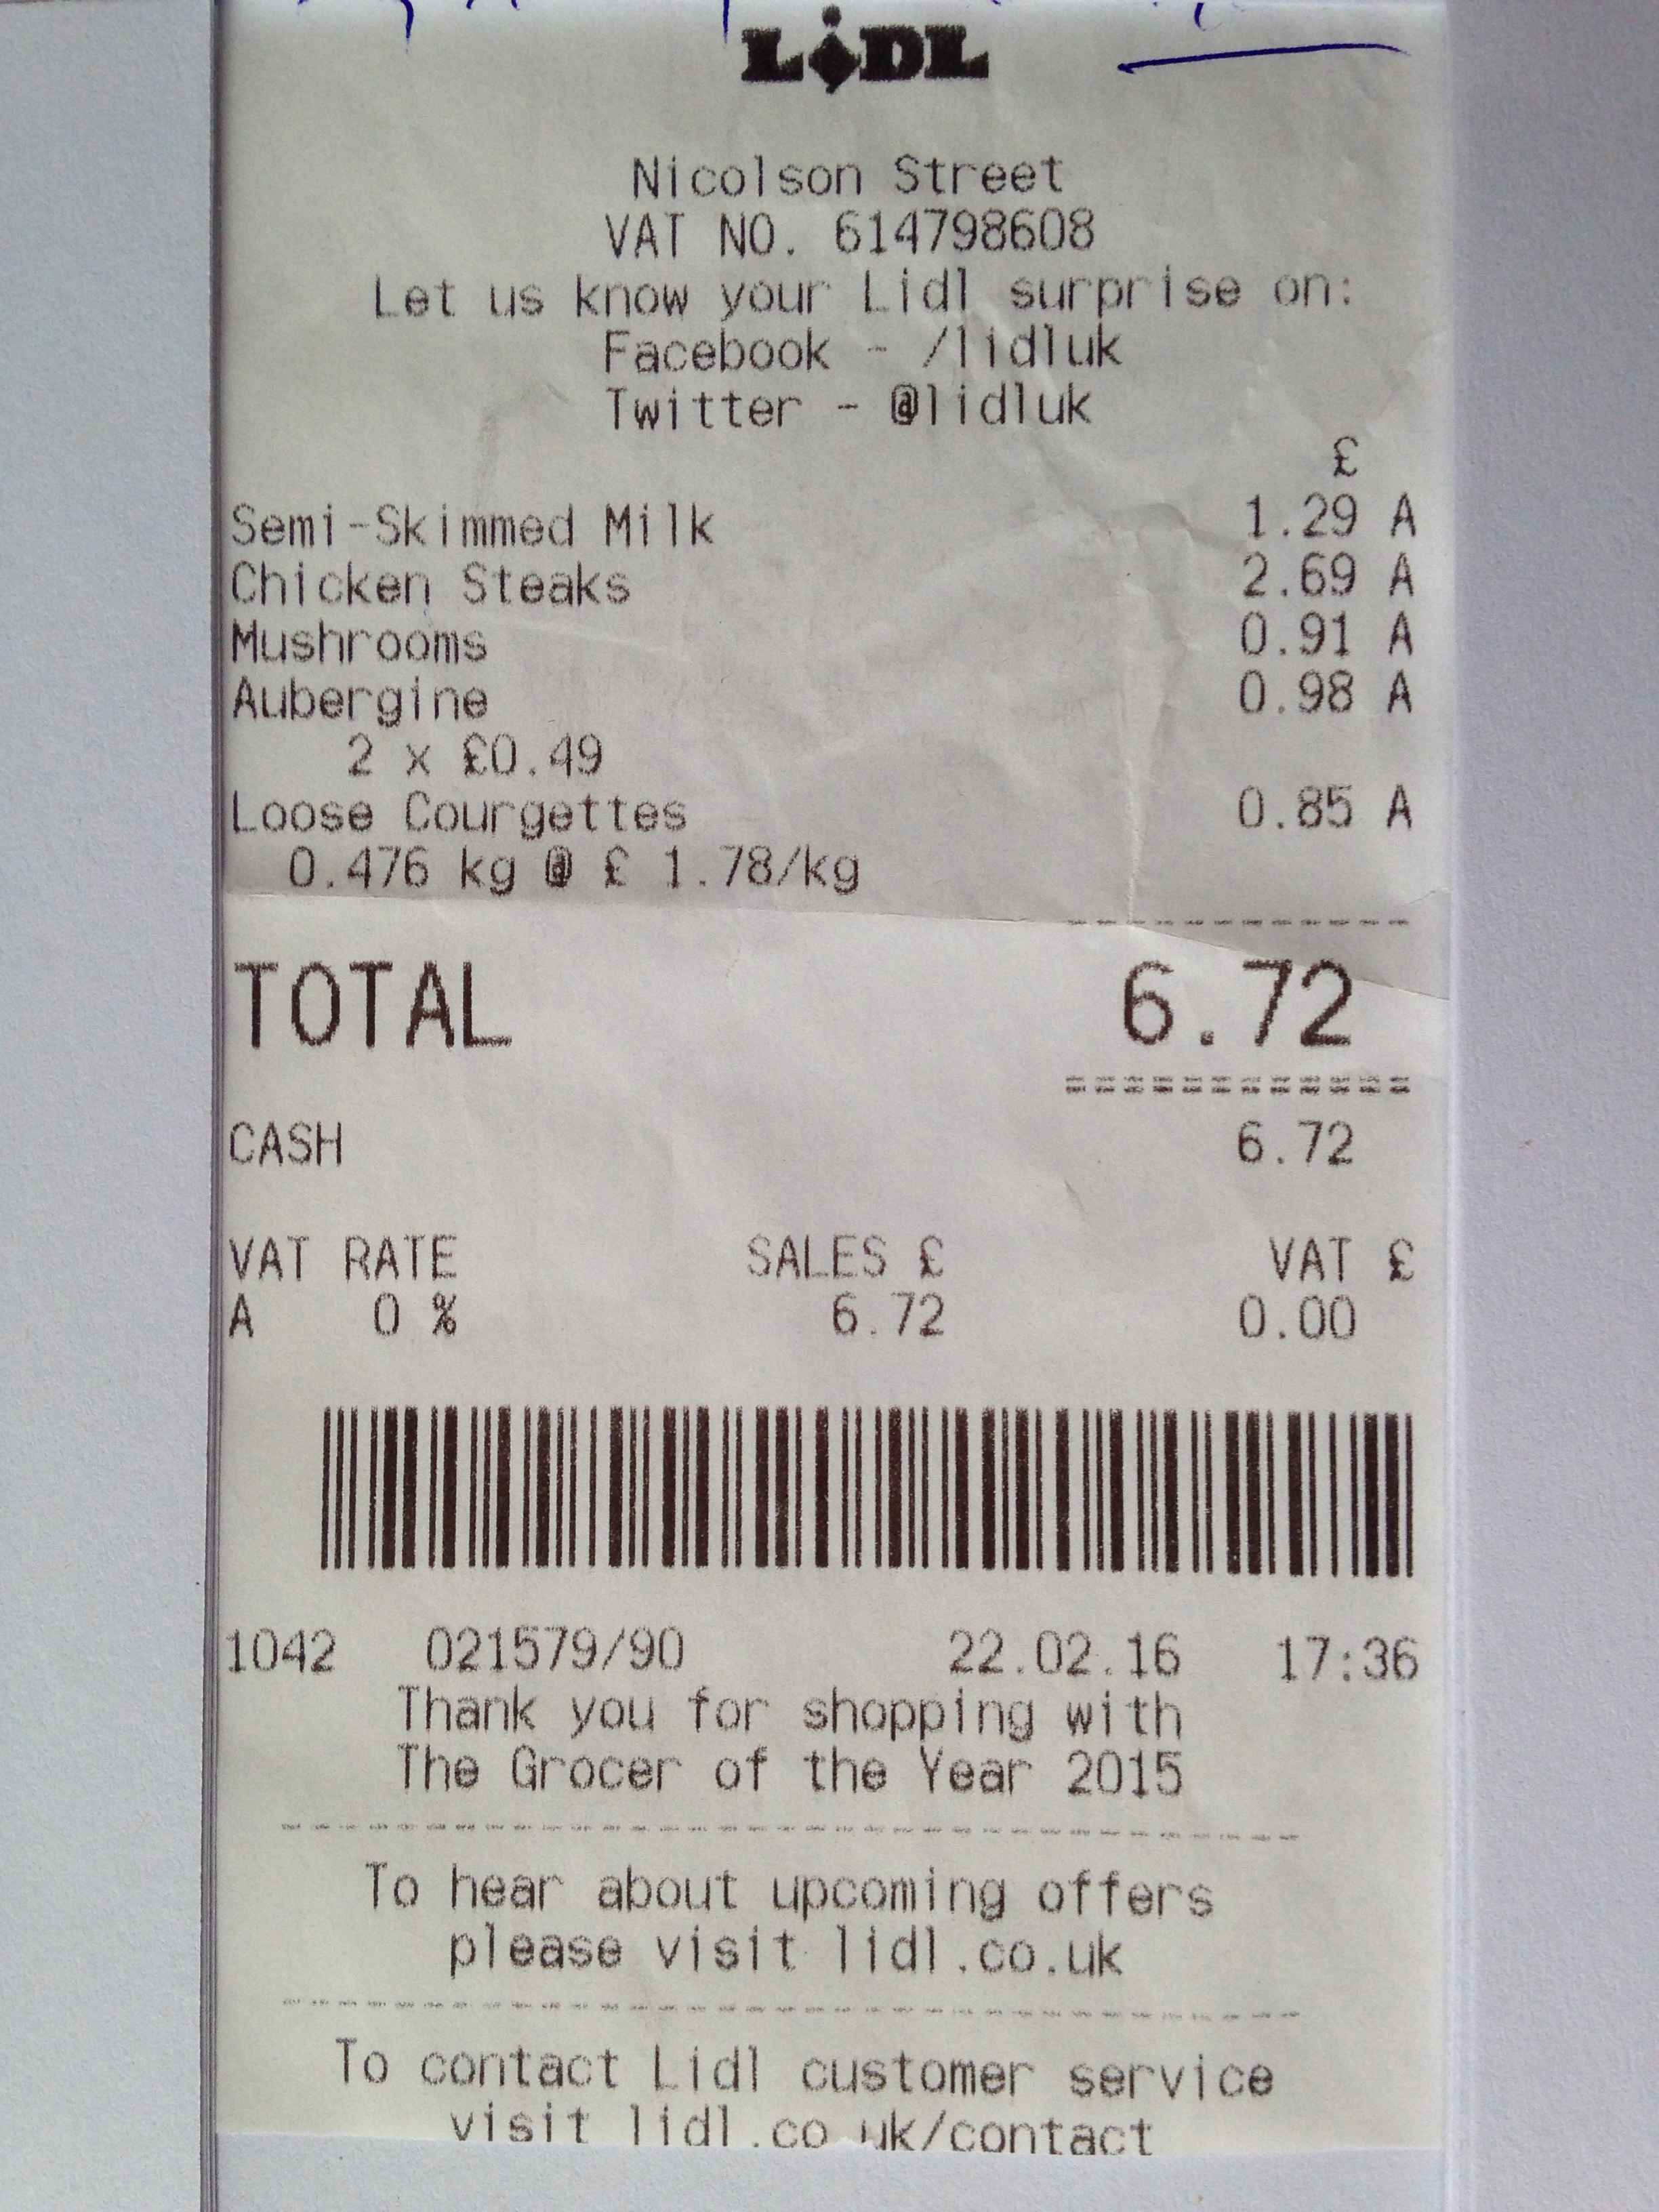 LIDL
Nicolson Street
VAT NO. 614798608
Let us know your Lidl surprise on:
Facebook - /lidluk
Twitter - @lidluk
£
Semi-Skimmed Milk 1.29 A
Chicken Steaks 2.69 A
Mushrooms 0.91 A
Aubergine 0.98 A
2 x £0.49
Loose Courgettes 0.85 A
0.476 kg @ £ 1.78/kg
TOTAL 6.72
CASH 6.72
VAT RATE SALES £ VAT £
A 0 % 6.72 0.00
1042 021579/90 22.02.16 17:36
Thank you for shopping with
The Grocer of the Year 2015
To hear about upcoming offers
please visit lidl.co.uk
To contact Lidl customer service
visit lidl.co.uk/contact